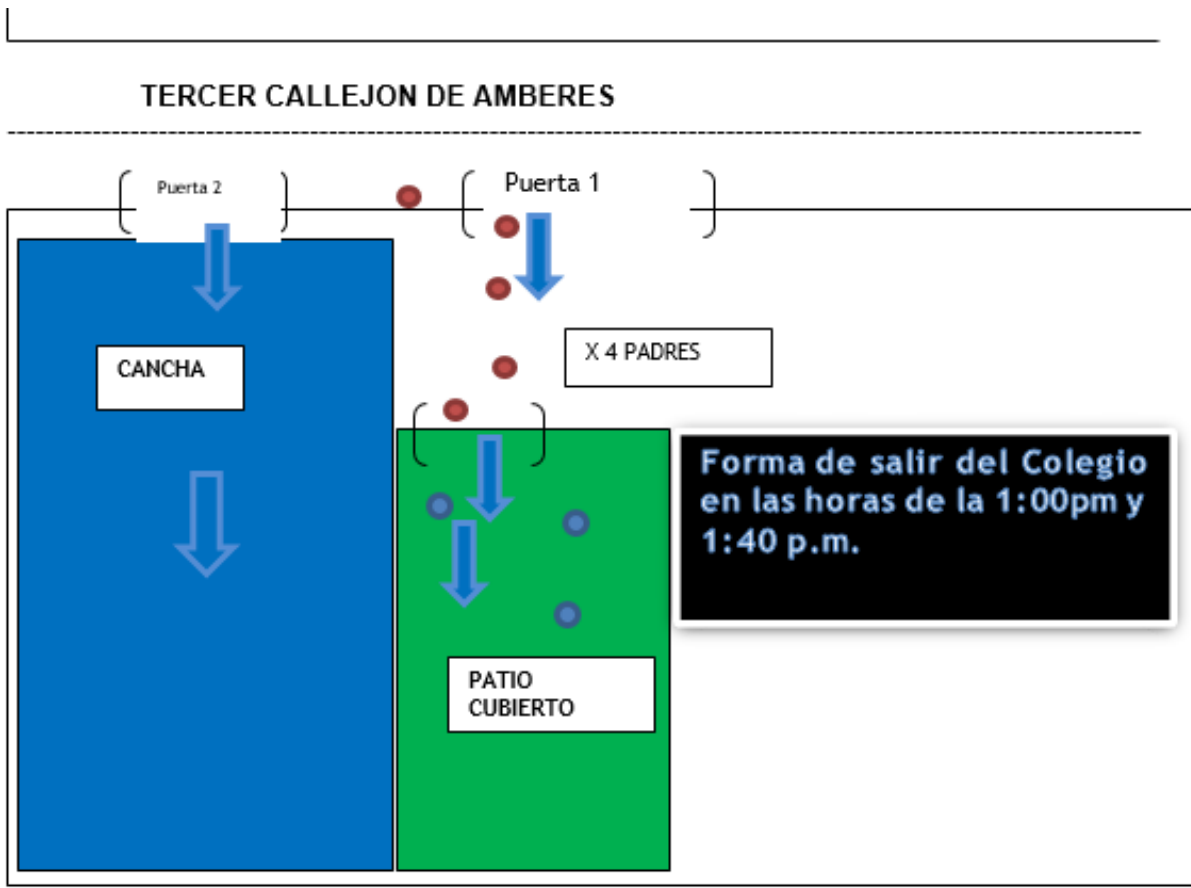 TERCER CALLEJON DE AMBERES
Puerta 2
Puerta 1
X 4 PADRES
CANCHA
Forma de salir del Colegio
en las horas de la 1:00pm y
1:40 p.m.
PATIO
CUBIERTO